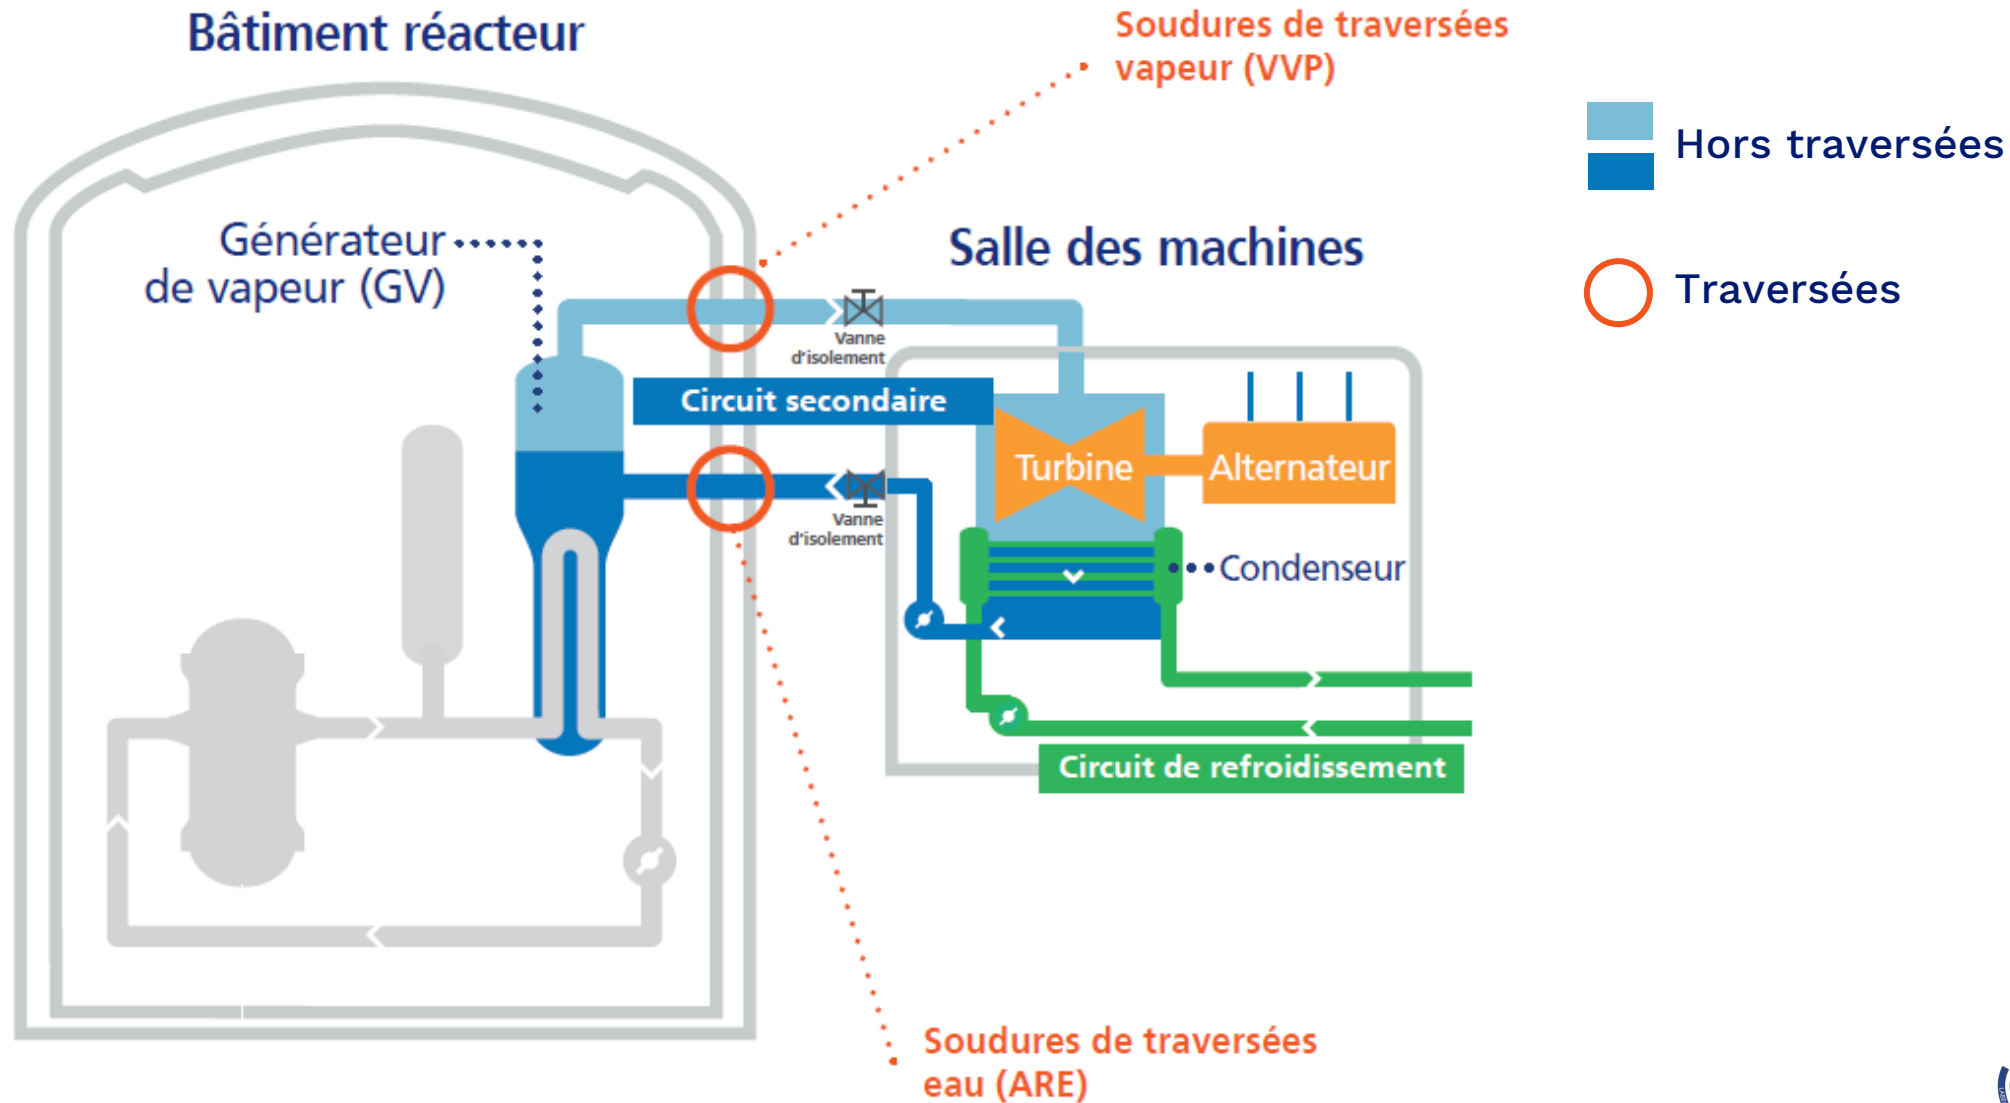 Bâtiment réacteur
Soudures de traversées
vapeur (VVP)
Hors traversées
Traversées
Générateur
de vapeur (GV)
Salle des machines
Vanne
d'isolement
Circuit secondaire
Turbine
Alternateur
Vanne
d'isolement
Condenseur
Circuit de refroidissement
Soudures de traversées
eau (ARE)